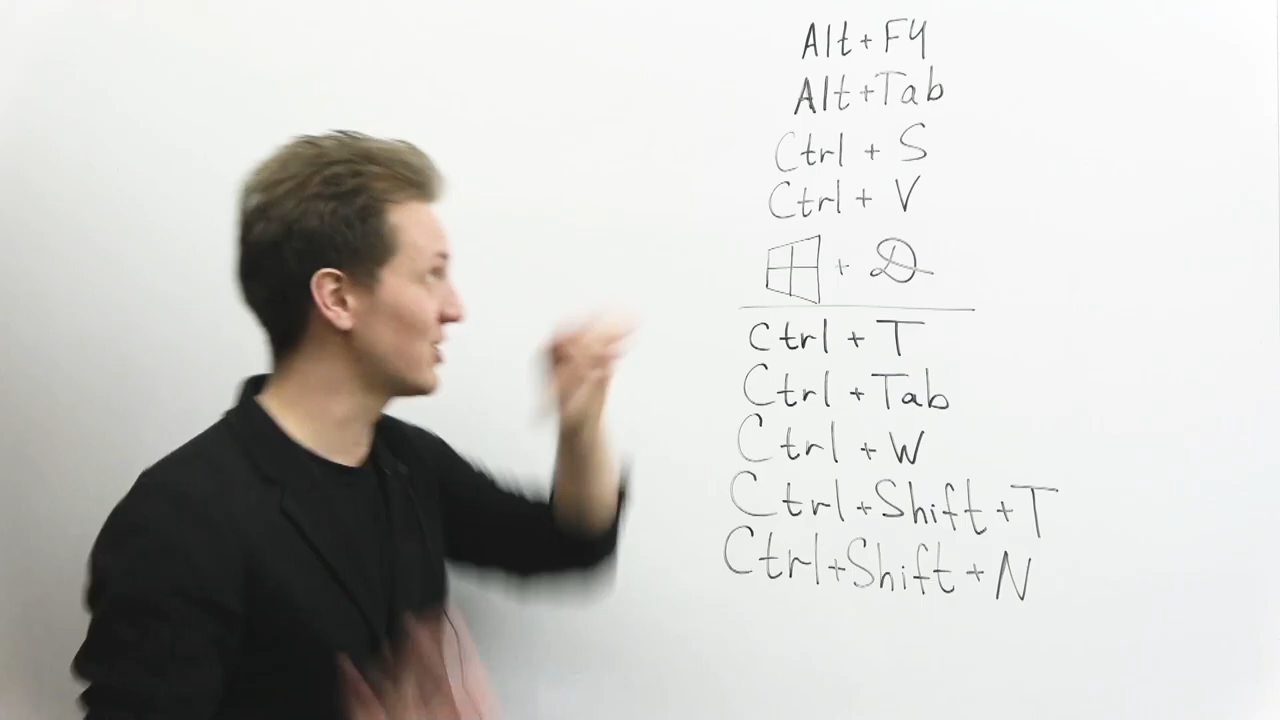 Alt+F4
Alt+Tab
Ctrl + S
Ctrl + V
+ D
Ctrl + T
Ctrl + Tab
Ctrl + W
Ctrl+Shift+T
Ctrl+Shift+N